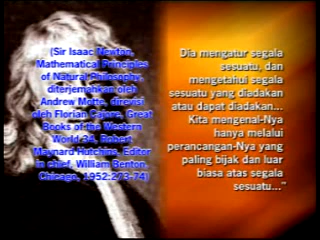 (Sir Isaac Newton,
Mathematical Principles
of Natural Philosophy,
diterjemahkan oleh
Andrew Motte, direvisi
oleh Florian Cajore, Great
Books of the Western
World 34, Robert
Maynard Hutchins, Editor
in chief, William Benton,
Chicago, 1952:273-74)
Dia mengatur segala
sesuatu, dan
mengetahui segala
sesuatu yang diadakan
atau dapat diadakan...
Kita mengenal-Nya
hanya melalui
perancangan-Nya yang
paling bijak dan luar
biasa atas segala
sesuatu..."